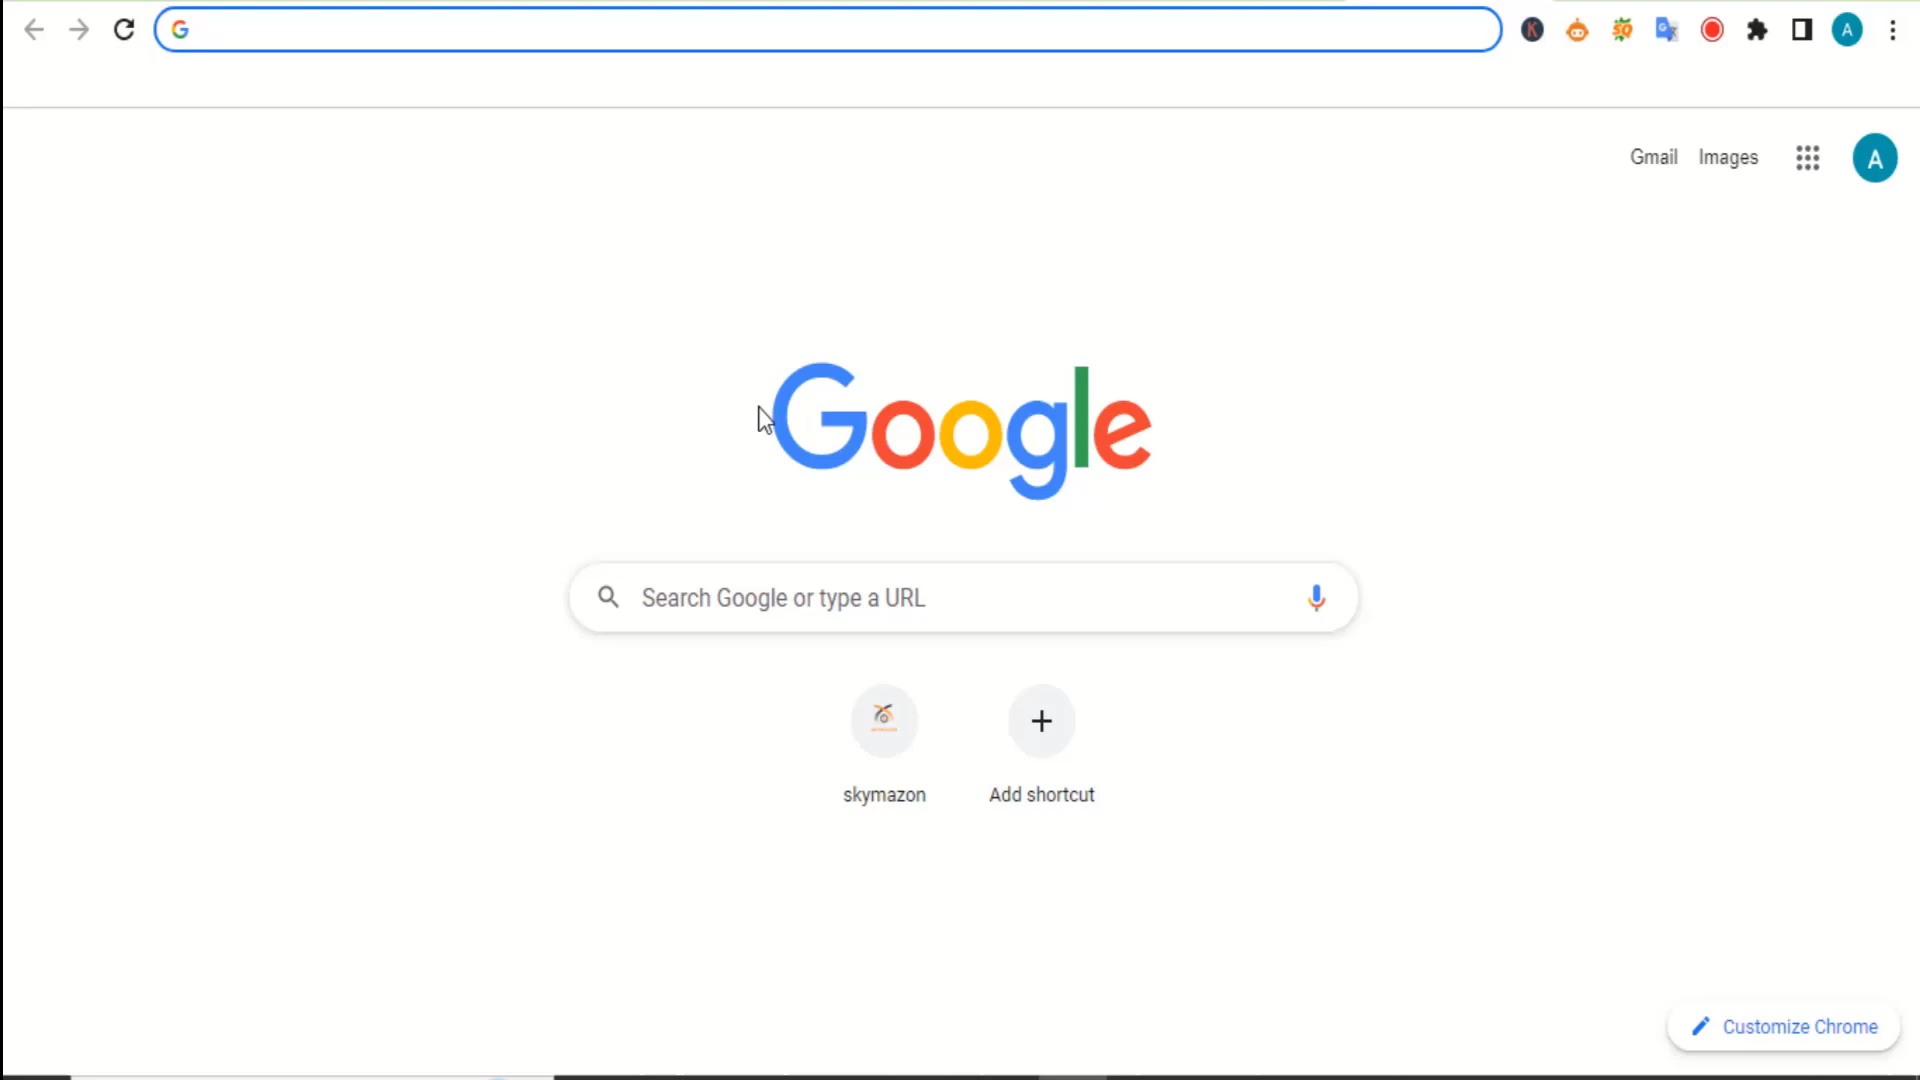 A
Gmail Images
A
Google
Search Google or type a URL
skymazon Add shortcut
Customize Chrome